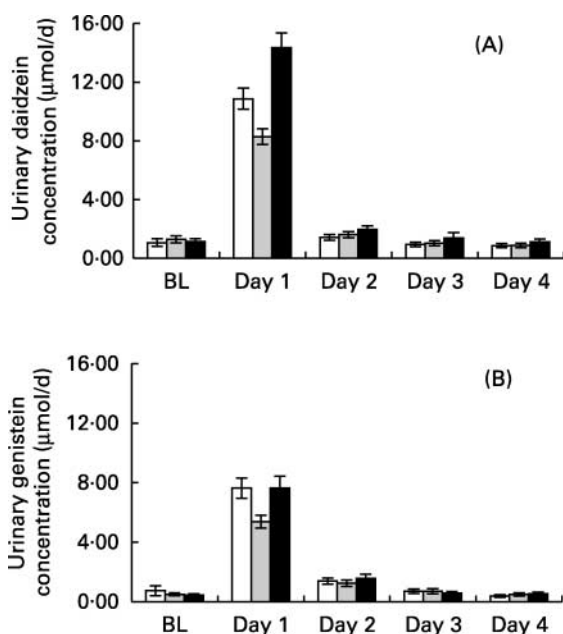 (A)
Urinary daidzein
concentration (μmol/d)
16·00
12·00
8·00
4·00
0·00
BL Day 1 Day 2 Day 3 Day 4
(B)
Urinary genistein
concentration (μmol/d)
16·00
12·00
8·00
4·00
0·00
BL Day 1 Day 2 Day 3 Day 4